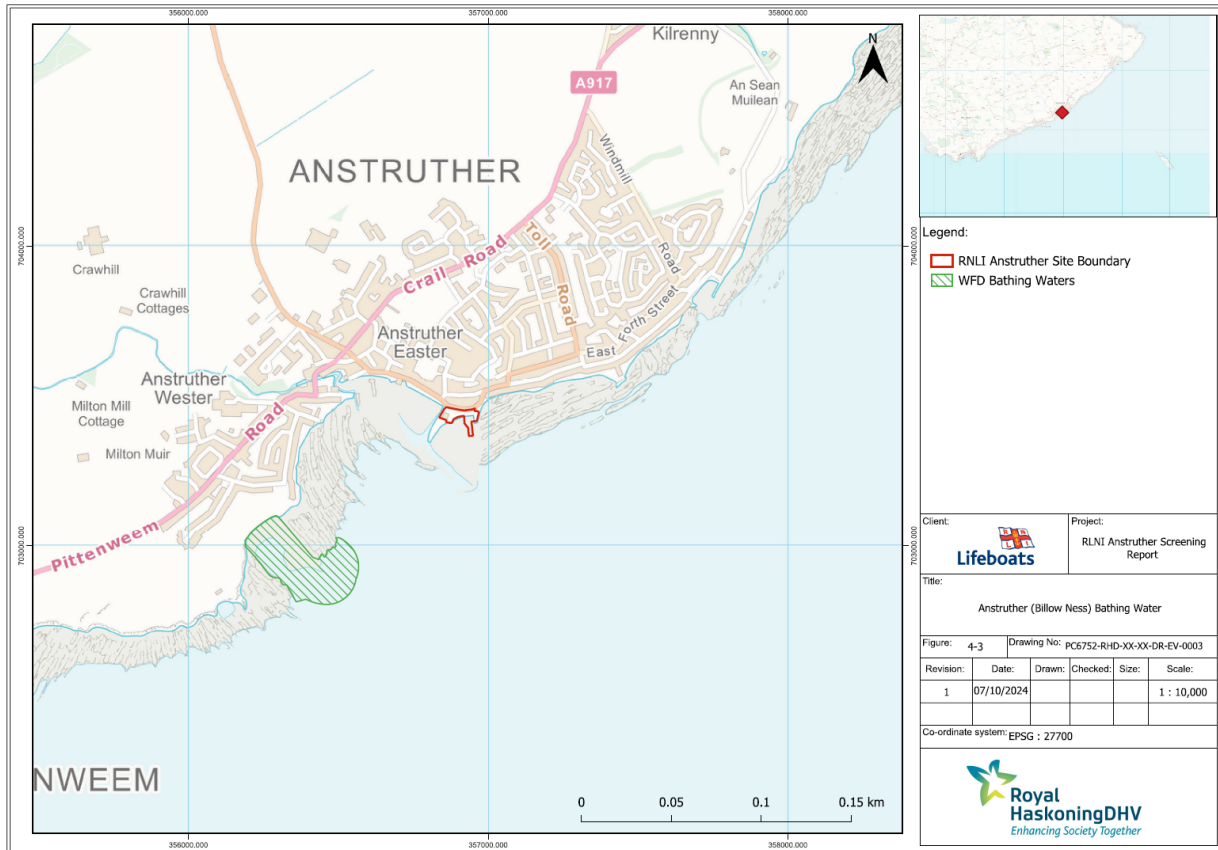 356000.000
357000.000
358000.000
704000.000
703000.000
704000.000
703000.000
356000.000
357000.000
358000.000
N
Kilrenny
A917
An Sean
Muilean
ANSTRUTHER
Windmill
Road
Toll
Road
Crail Road
Crawhill
Crawhill
Cottages
Anstruther
Easter
East Forth Street
Anstruther
Wester
Milton Mill
Cottage
Milton Muir
Pittenweem Road
NWEEM
0 0.05 0.1 0.15 km
Legend:
RNLI Anstruther Site Boundary
WFD Bathing Waters
Client:
Lifeboats
Project:
RLNI Anstruther Screening
Report
Title:
Anstruther (Billow Ness) Bathing Water
Figure: 4-3
Drawing No: PC6752-RHD-XX-XX-DR-EV-0003
Revision: Date: Drawn: Checked: Size: Scale:
1 07/10/2024 1 : 10,000
Co-ordinate system: EPSG : 27700
Royal
HaskoningDHV
Enhancing Society Together